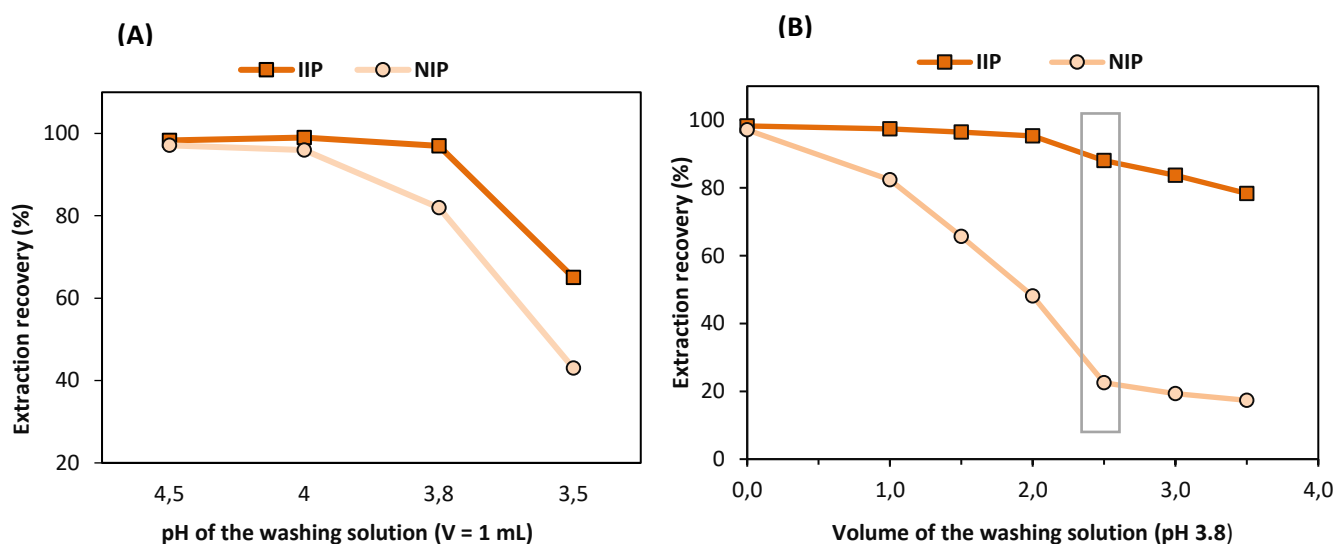 (A)
IIP NIP
Extraction recovery (%)
100
80
60
40
20
4,5 4 3,8 3,5
pH of the washing solution (V = 1 mL)
(B)
IIP NIP
Extraction recovery (%)
100
80
60
40
20
0
0,0 1,0 2,0 3,0 4,0
Volume of the washing solution (pH 3.8)